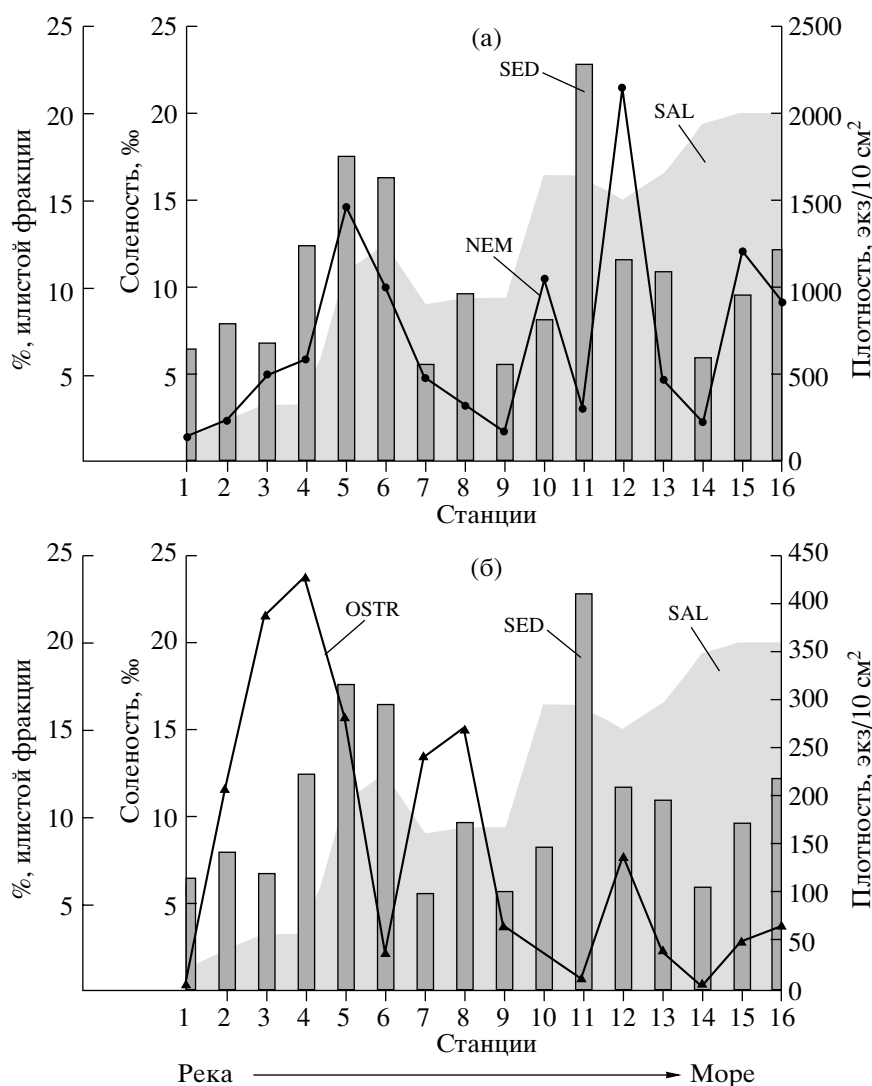 (а)
25
25
2500
SED
SAL
20
20
2000
15
15
1500
NEM
10
10
1000
5
5
500
0
%, илистой фракции
Соленость, ‰
Плотность, экз/10 см²
1 2 3 4 5 6 7 8 9 10 11 12 13 14 15 16
Станции
(б)
25
25
450
OSTR
SED
SAL
400
20
20
350
300
15
15
250
200
10
10
150
100
5
5
50
0
%, илистой фракции
Соленость, ‰
Плотность, экз/10 см²
1 2 3 4 5 6 7 8 9 10 11 12 13 14 15 16
Станции
Река Море